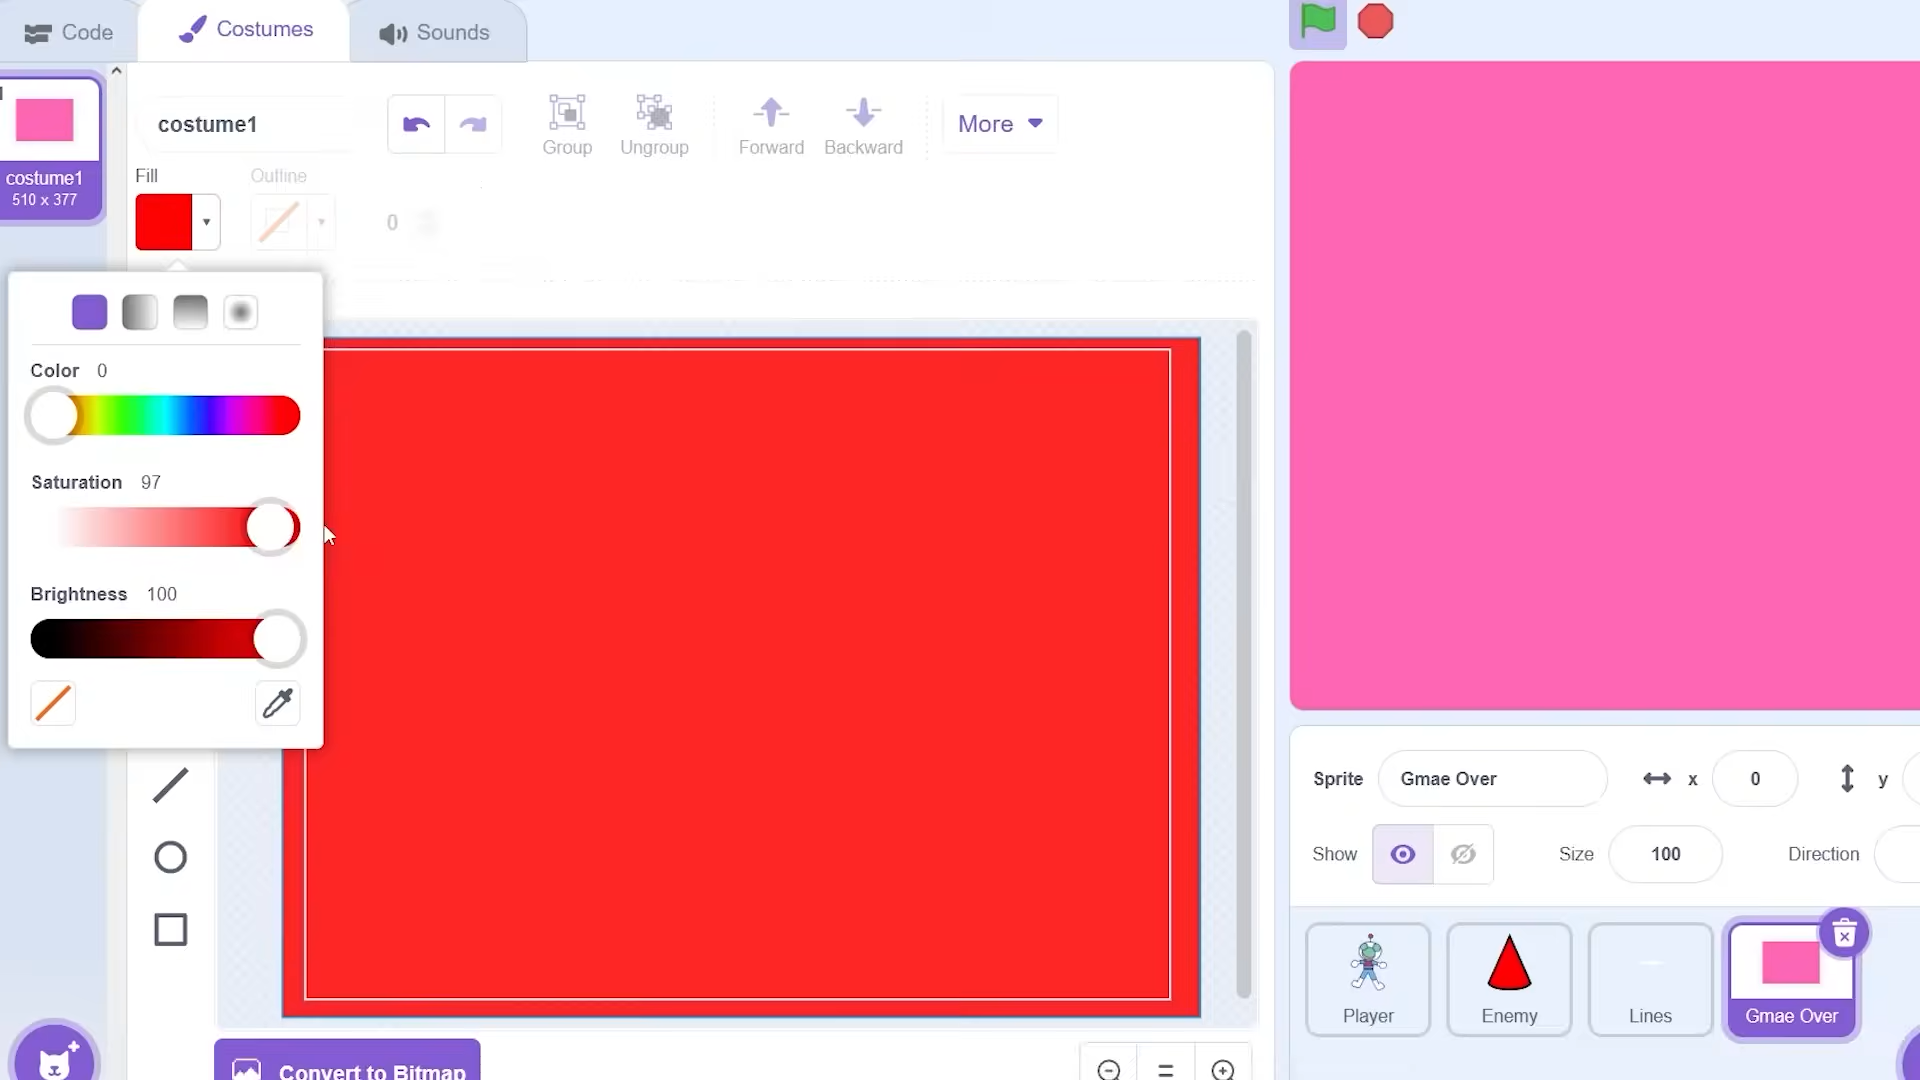 Code
Costumes
Sounds
costume1
Group
Ungroup
Forward
Backward
More
costume1
510 x 377
Fill
Outline
0
Color 0
Saturation 97
Brightness 100
Convert to Bitmap
Sprite
Gmae Over
x
0
y
Show
Size
100
Direction
Player
Enemy
Lines
Gmae Over